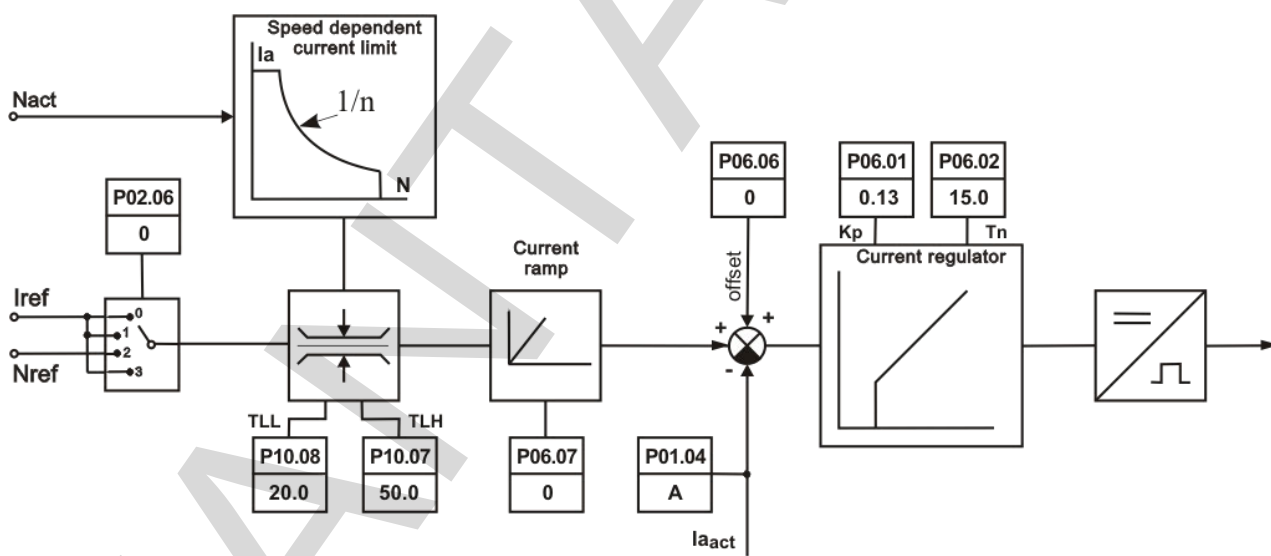 Speed dependent
current limit
Ia
1/n
N
Nact
P02.06
0
Iref
Nref
0
1
2
3
TLL
TLH
P10.08
20.0
P10.07
50.0
Current
ramp
P06.07
0
P06.06
0
offset
+
+
-
P01.04
A
Iaact
P06.01
0.13
P06.02
15.0
Kp
Tn
Current regulator